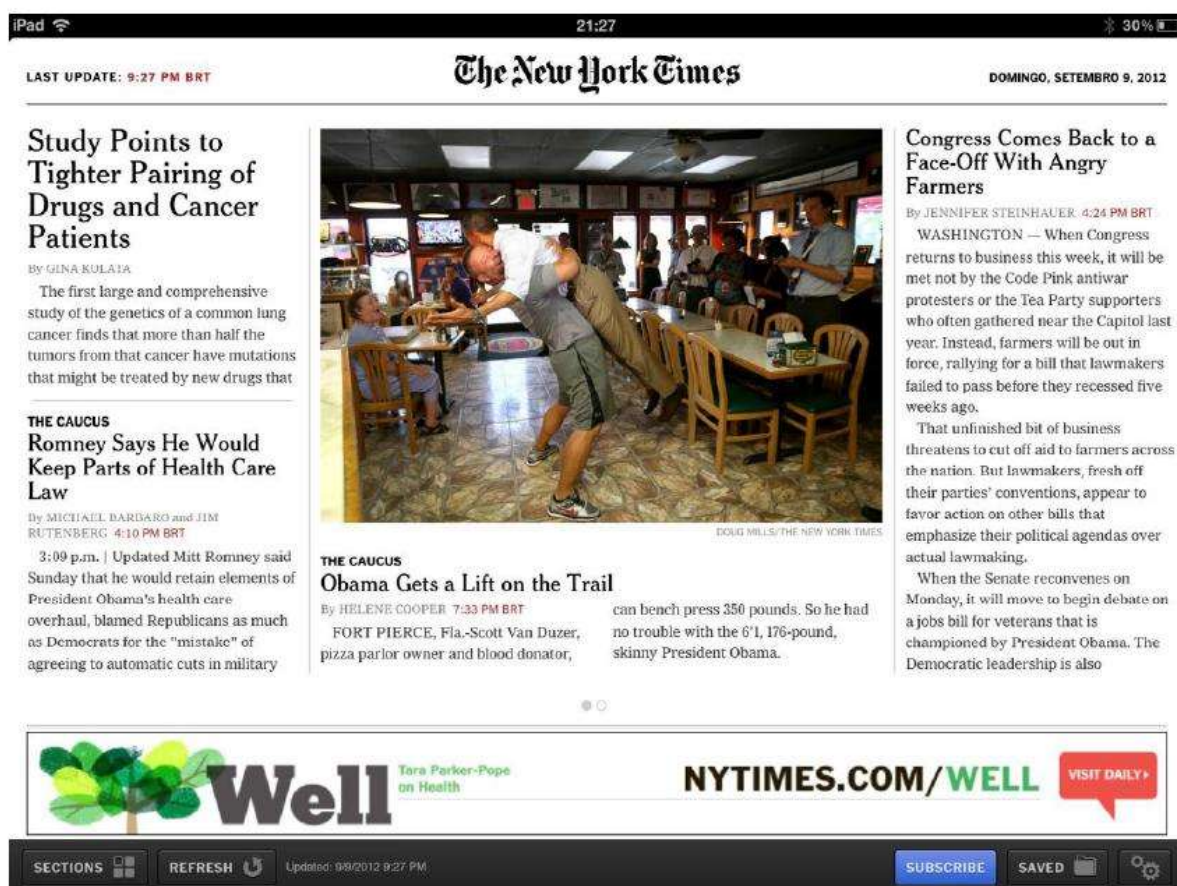 iPad
21:27
30%
LAST UPDATE: 9:27 PM BRT
The New York Times
DOMINGO, SETEMBRO 9, 2012
Study Points to
Tighter Pairing of
Drugs and Cancer
Patients
By GINA KOLATA
The first large and comprehensive
study of the genetics of a common lung
cancer finds that more than half the
tumors from that cancer have mutations
that might be treated by new drugs that
THE CAUCUS
Romney Says He Would
Keep Parts of Health Care
Law
By MICHAEL BARBARO and JIM
RUTENBERG 4:10 PM BRT
3:09 p.m. | Updated Mitt Romney said
Sunday that he would retain elements of
President Obama's health care
overhaul, blamed Republicans as much
as Democrats for the "mistake" of
agreeing to automatic cuts in military
DOUG MILLS/THE NEW YORK TIMES
THE CAUCUS
Obama Gets a Lift on the Trail
By HELENE COOPER 7:33 PM BRT
FORT PIERCE, Fla.-Scott Van Duzer,
pizza parlor owner and blood donator,
can bench press 350 pounds. So he had
no trouble with the 6'1, 176-pound,
skinny President Obama.
Congress Comes Back to a
Face-Off With Angry
Farmers
By JENNIFER STEINHAUER 4:24 PM BRT
WASHINGTON — When Congress
returns to business this week, it will be
met not by the Code Pink antiwar
protesters or the Tea Party supporters
who often gathered near the Capitol last
year. Instead, farmers will be out in
force, rallying for a bill that lawmakers
failed to pass before they recessed five
weeks ago.
That unfinished bit of business
threatens to cut off aid to farmers across
the nation. But lawmakers, fresh off
their parties' conventions, appear to
favor action on other bills that
emphasize their political agendas over
actual lawmaking.
When the Senate reconvenes on
Monday, it will move to begin debate on
a jobs bill for veterans that is
championed by President Obama. The
Democratic leadership is also
Well
Tara Parker-Pope
on Health
NYTIMES.COM/WELL
VISIT DAILY
SECTIONS
REFRESH
Updated: 9/9/2012 9:27 PM
SUBSCRIBE
SAVED